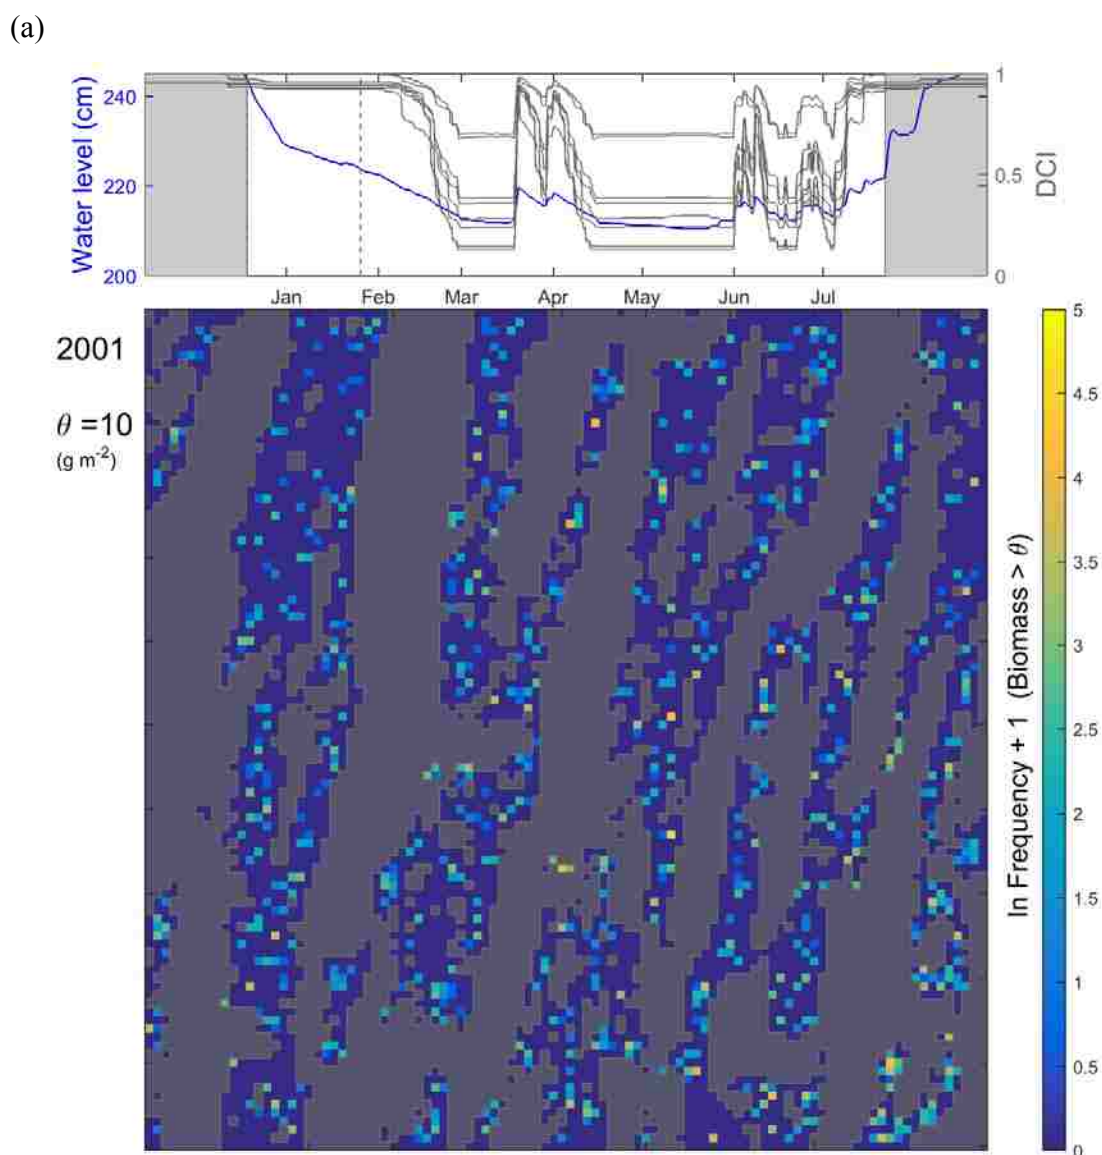 (a)
Water level (cm)
240
220
200
1
0.5
0
DCI
Jan Feb Mar Apr May Jun Jul
2001
θ =10
(g m-2)
5
4.5
4
3.5
3
2.5
2
1.5
1
0.5
0
ln Frequency + 1 (Biomass > θ)